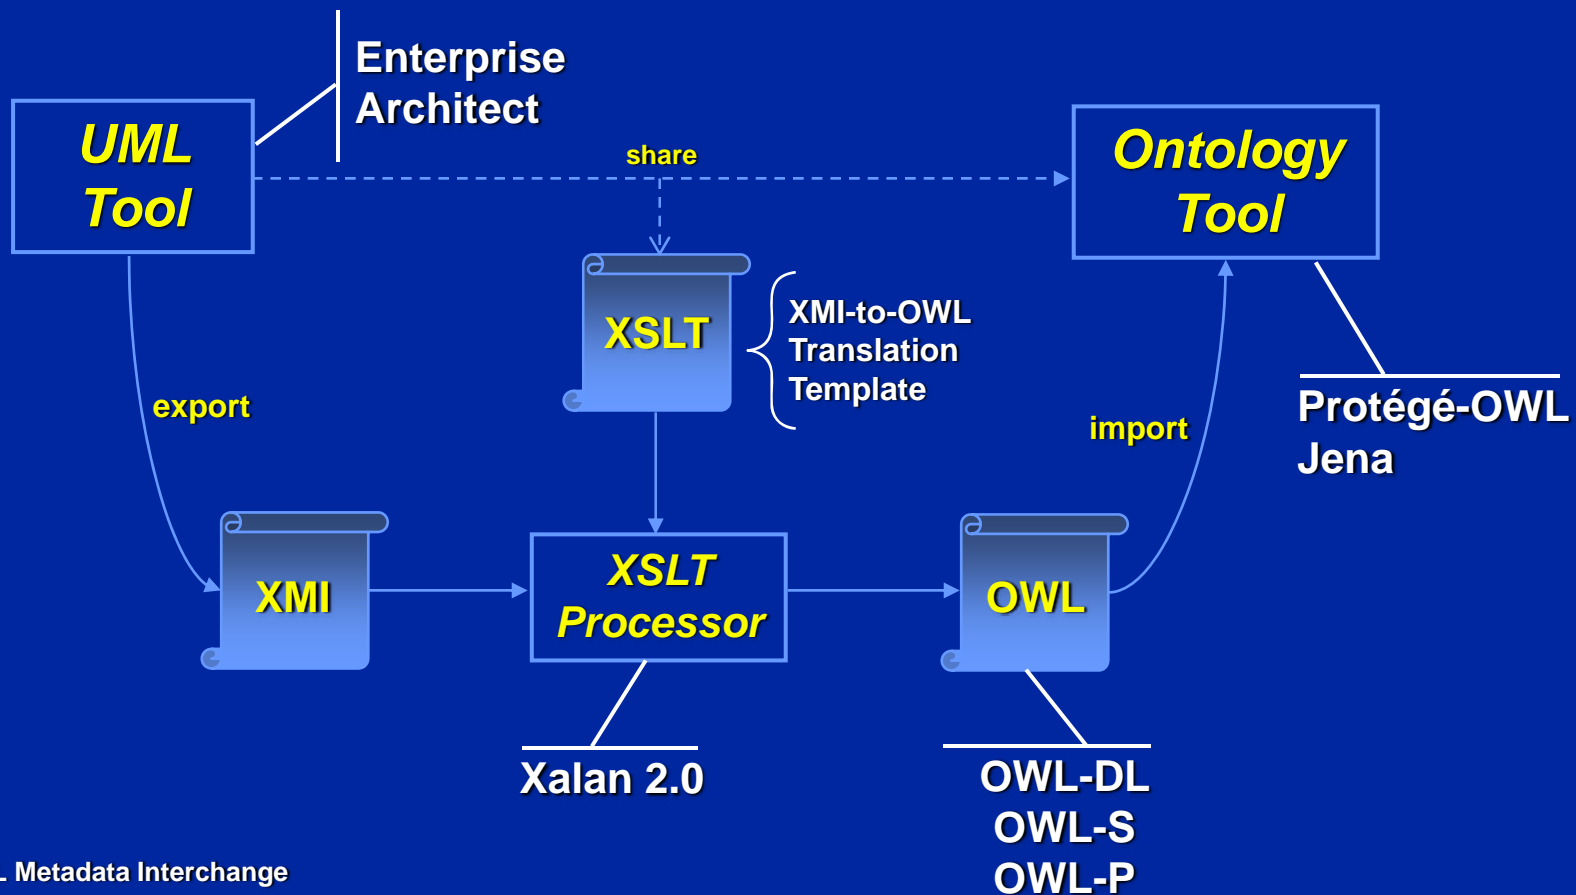 Enterprise
Architect
UML
Tool
share
Ontology
Tool
XSLT
XMI-to-OWL
Translation
Template
export
import
Protégé-OWL
Jena
XMI
XSLT
Processor
OWL
Xalan 2.0
OWL-DL
OWL-S
OWL-P
L Metadata Interchange